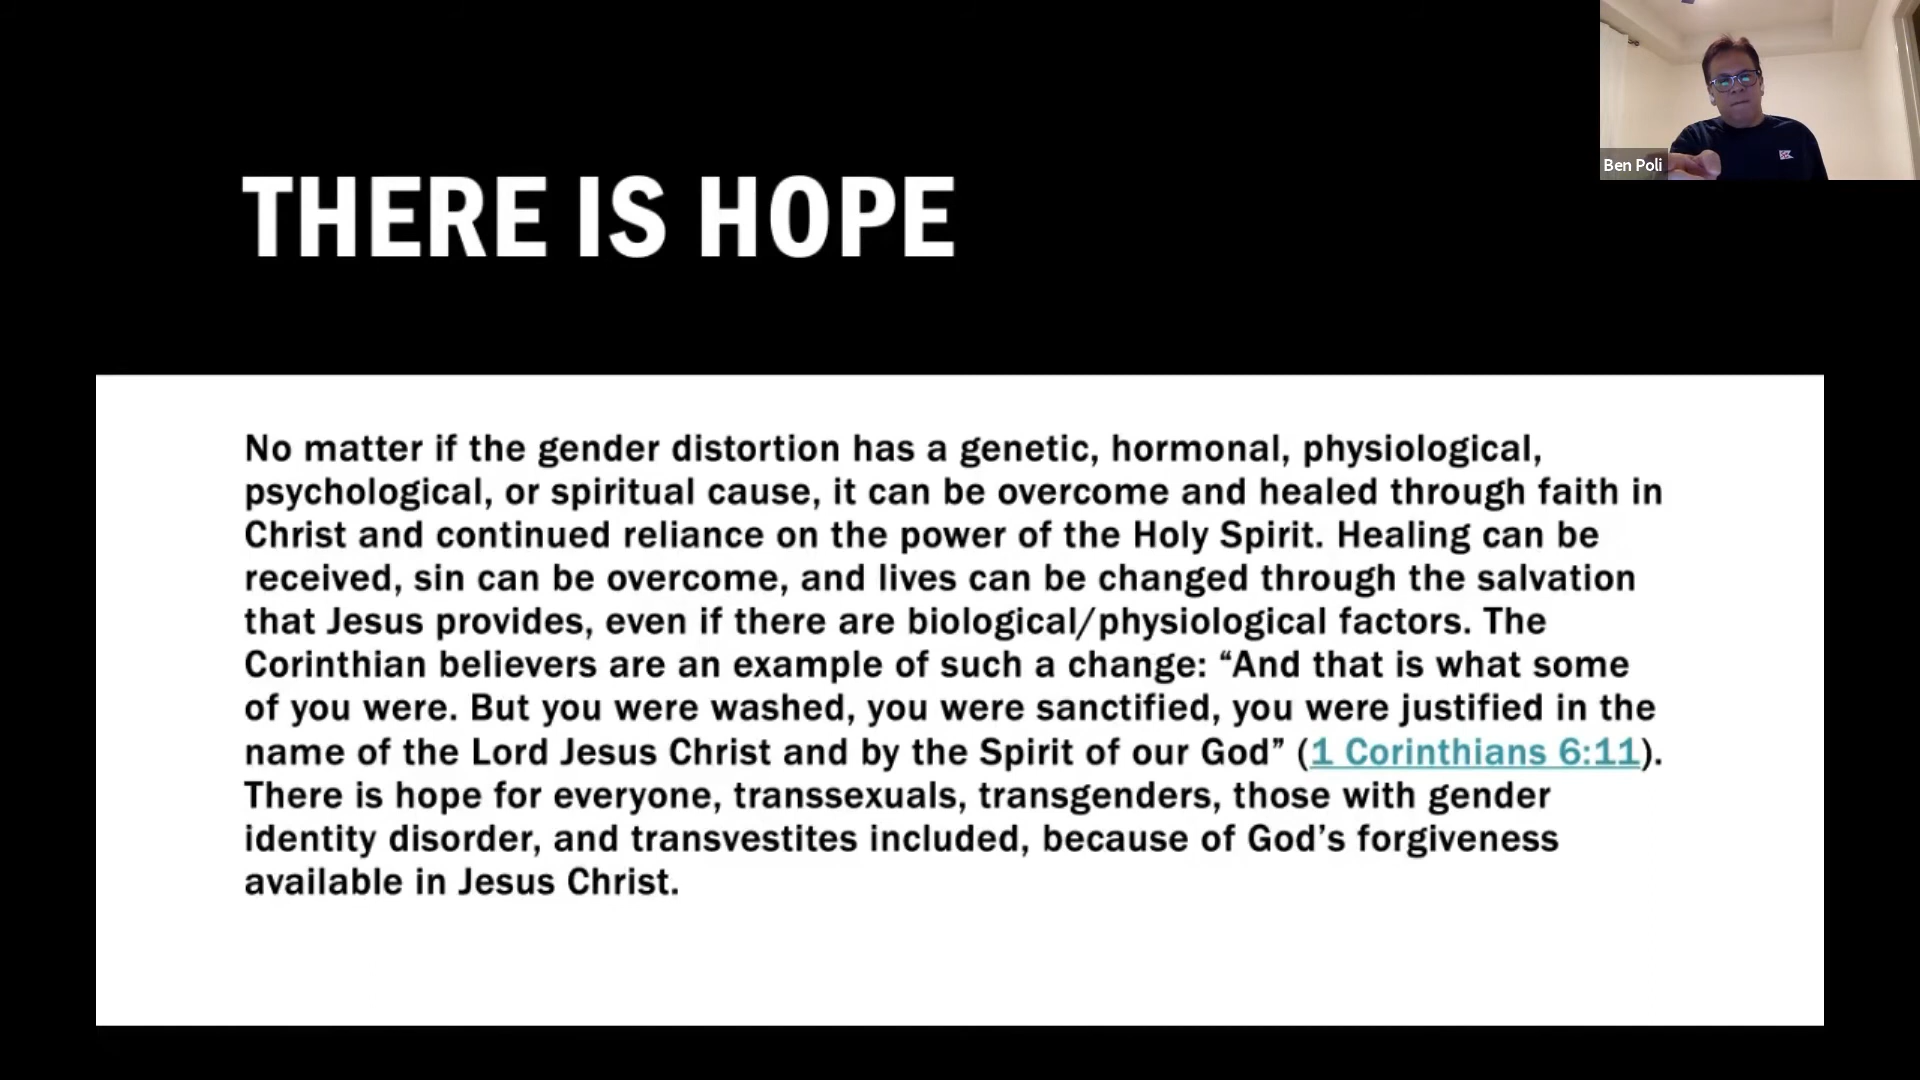 THERE IS HOPE
Ben Poli
No matter if the gender distortion has a genetic, hormonal, physiological,
psychological, or spiritual cause, it can be overcome and healed through faith in
Christ and continued reliance on the power of the Holy Spirit. Healing can be
received, sin can be overcome, and lives can be changed through the salvation
that Jesus provides, even if there are biological/physiological factors. The
Corinthian believers are an example of such a change: “And that is what some
of you were. But you were washed, you were sanctified, you were justified in the
name of the Lord Jesus Christ and by the Spirit of our God” (1 Corinthians 6:11).
There is hope for everyone, transsexuals, transgenders, those with gender
identity disorder, and transvestites included, because of God’s forgiveness
available in Jesus Christ.